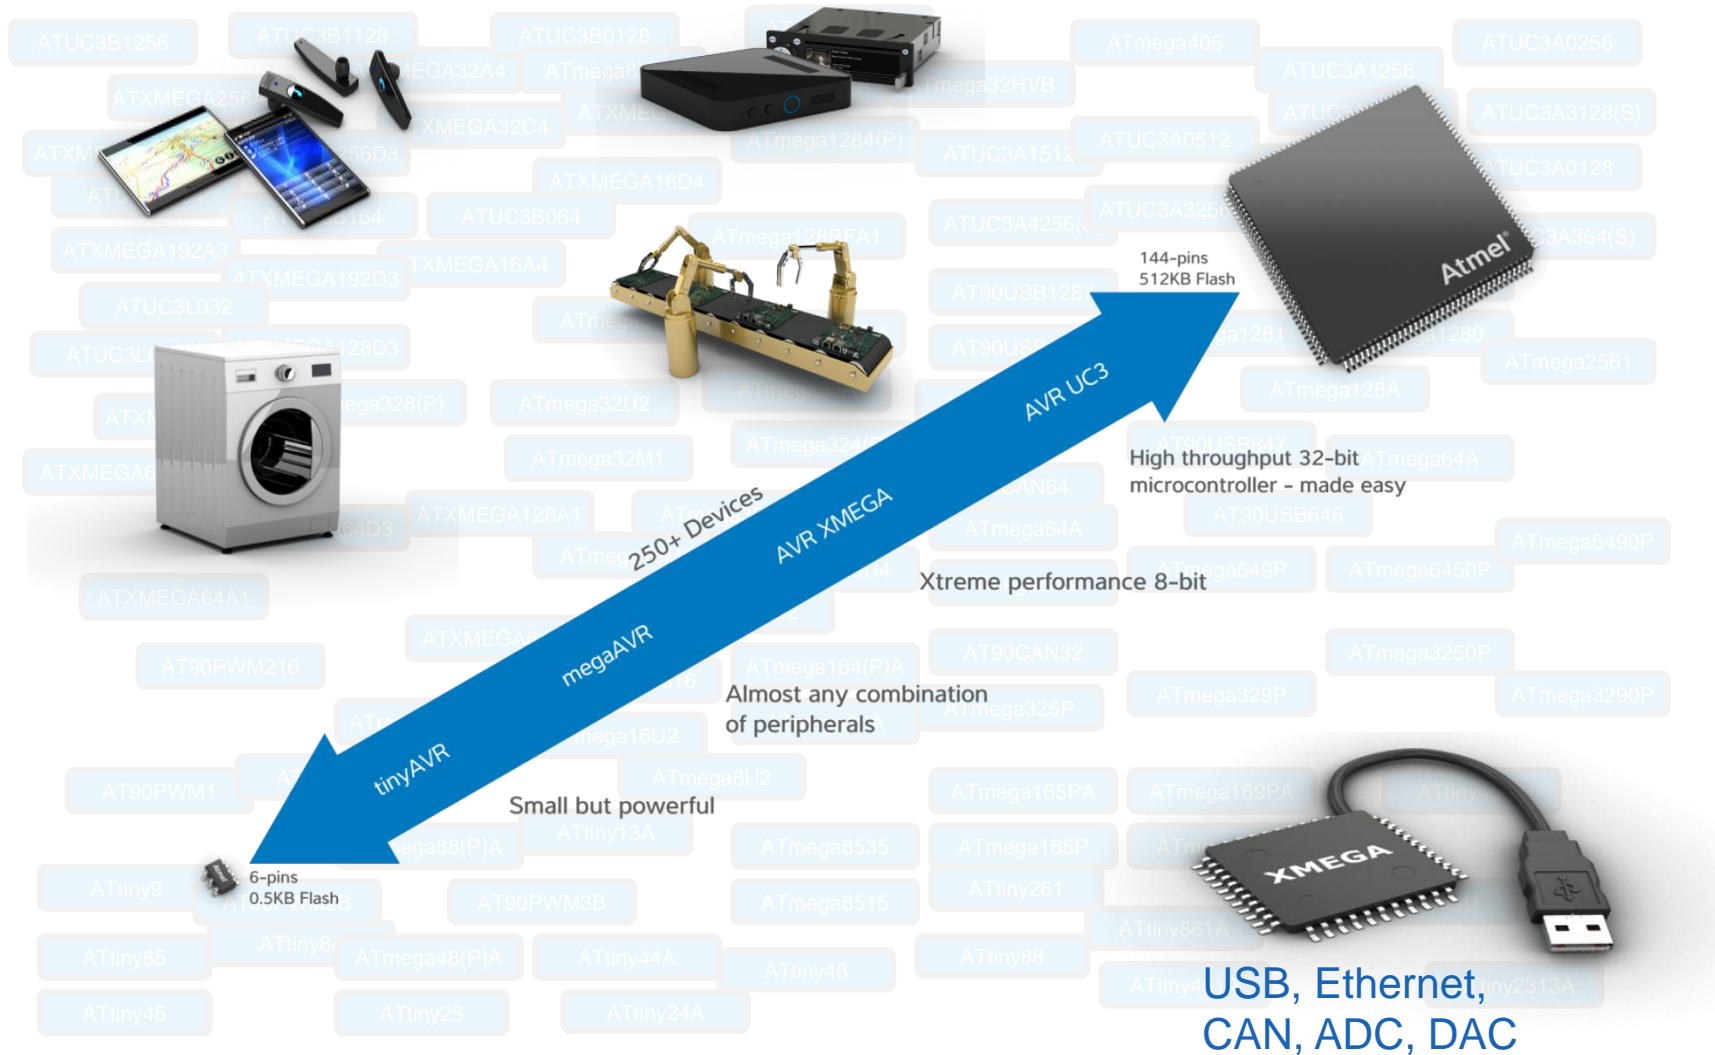 ATUC3B1256
ATUC3B1128
ATUC3B0128
ATmega406
ATUC3A0256
ATUC3A1256
ATmega32HVB
ATUC3A3128(S)
ATXMEGA32C4
ATmega1284(P)
ATUC3A1512
ATUC3A0512
ATUC3A0128
ATXMEGA16D4
ATUC3B064
ATmega128RFA1
ATXMEGA192A3
ATXMEGA192D3
ATXMEGA16A4
144-pins
512KB Flash
Atmel®
AT90USB1287
ATUC3L032
ATmega2561
ATmega128A
ATmega32U2
AVR UC3
ATmega32M1
AT90USB647
ATmega64A
High throughput 32-bit
microcontroller - made easy
250+ Devices
AVR XMEGA
ATXMEGA128A1
ATmega64A
AT90USB646
ATmega6490P
Xtreme performance 8-bit
ATmega649P
ATmega6450P
ATXMEGA64A1
megaAVR
AT90CAN32
ATmega3250P
AT90PWM216
ATmega164(P)A
Almost any combination
of peripherals
ATmega325P
ATmega329P
ATmega3290P
tinyAVR
AT90PWM1
ATmega8U2
ATmega165PA
ATmega169PA
Small but powerful
ATtiny13A
ATmega88(P)A
ATmega8535
ATmega165P
XMEGA
6-pins
0.5KB Flash
ATtiny9
AT90PWM3B
ATmega8515
ATtiny261
ATtiny861A
ATtiny85
ATmega48(P)A
ATtiny44A
ATtiny48
ATtiny88
USB, Ethernet,
CAN, ADC, DAC
ATtiny45
ATtiny25
ATtiny24A